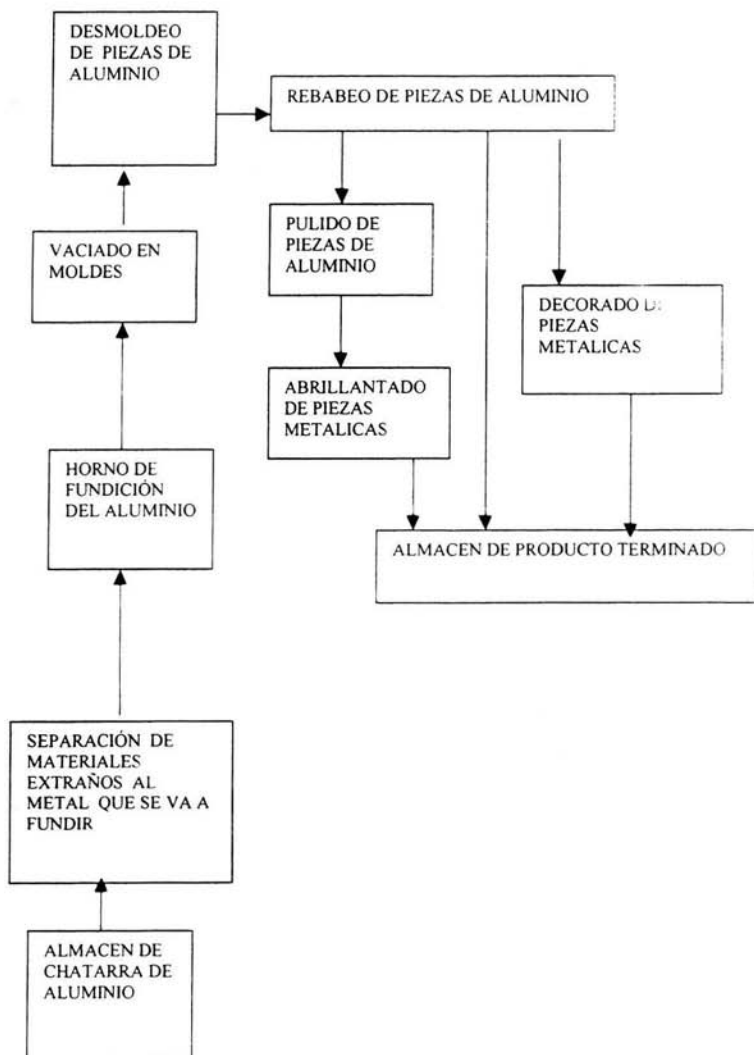 DESMOLDEO
DE PIEZAS DE
ALUMINIO
REBABEO DE PIEZAS DE ALUMINIO
VACIADO EN
MOLDES
PULIDO DE
PIEZAS DE
ALUMINIO
DECORADO
PIEZAS
METALICAS
ABRILLANTADO
DE PIEZAS
METALICAS
HORNO DE
FUNDICIÓN
DEL ALUMINIO
ALMACEN DE PRODUCTO TERMINADO
SEPARACIÓN DE
MATERIALES
EXTRAÑOS AL
METAL QUE SE VA A
FUNDIR
ALMACEN DE
CHATARRA DE
ALUMINIO